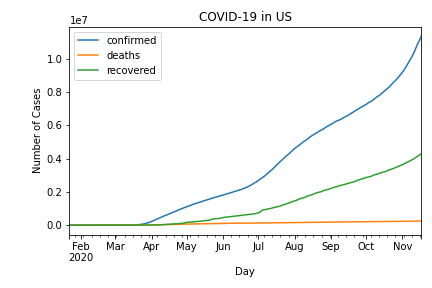 COVID-19 in US
1e7
confirmed
deaths
recovered
Number of Cases
1.0
0.8
0.6
0.4
0.2
0.0
Feb Mar Apr May Jun Jul Aug Sep Oct Nov
2020
Day